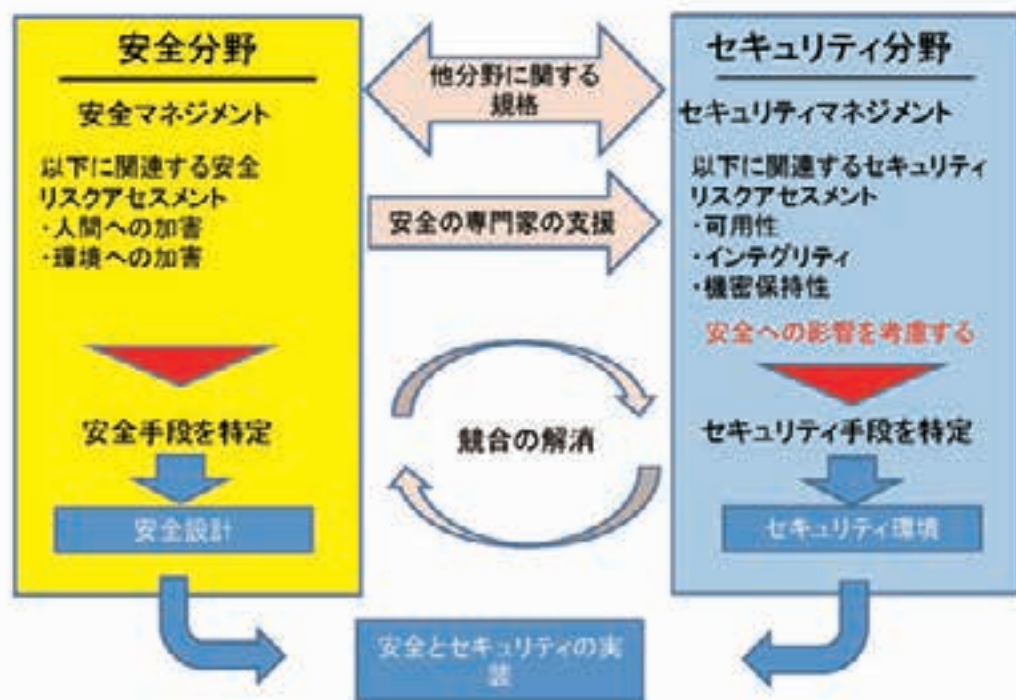 安全分野
安全マネジメント
以下に関連する安全
リスクアセスメント
・人間への加害
・環境への加害
安全手段を特定
安全設計
他分野に関する
規格
安全の専門家の支援
競合の解消
セキュリティ分野
セキュリティマネジメント
以下に関連するセキュリティ
リスクアセスメント
・可用性
・インテグリティ
・機密保持性
安全への影響を考慮する
セキュリティ手段を特定
セキュリティ環境
安全とセキュリティの実
装